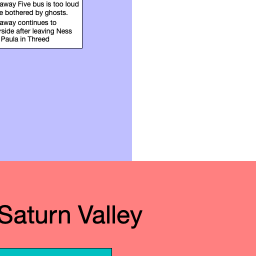 away Five bus is too loud
e bothered by ghosts.
away continues to
rside after leaving Ness
Paula in Threed
Saturn Valley